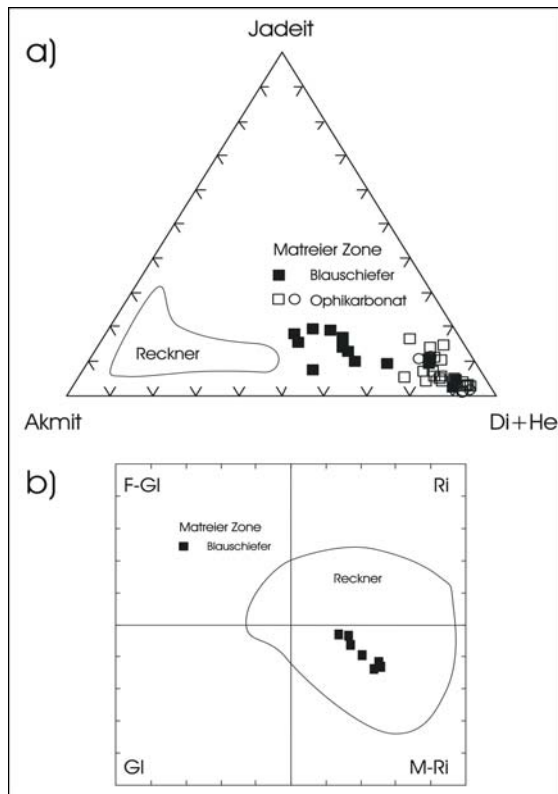 Jadeit
a)
Matreier Zone
Blauschiefer
Ophikarbonat
Reckner
Akmit
Di+He
b)
F-Gl
Ri
Matreier Zone
Blauschiefer
Reckner
Gl
M-Ri